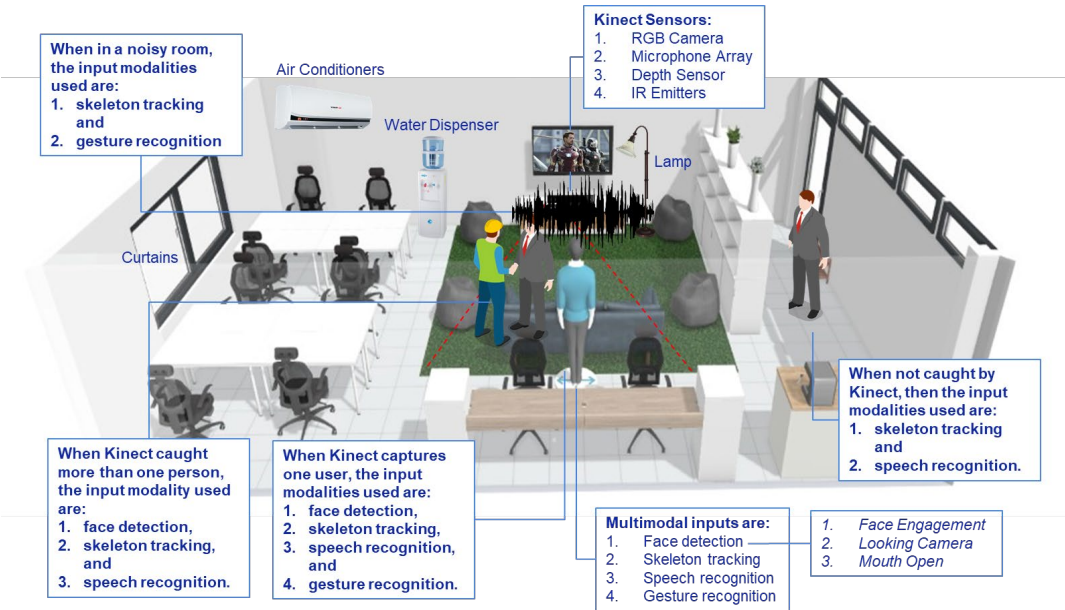 Kinect Sensors:
1. RGB Camera
2. Microphone Array
3. Depth Sensor
4. IR Emitters
When in a noisy room,
the input modalities
used are:
1. skeleton tracking
and
2. gesture recognition
Air Conditioners
Water Dispenser
Lamp
Curtains
When not caught by
Kinect, then the input
modalities used are:
1. skeleton tracking
and
2. speech recognition.
When Kinect caught
more than one person,
the input modality used
are:
1. face detection,
2. skeleton tracking,
and
3. speech recognition.
When Kinect captures
one user, the input
modalities used are:
1. face detection,
2. skeleton tracking,
3. speech recognition,
and
4. gesture recognition.
Multimodal inputs are:
1. Face detection
2. Skeleton tracking
3. Speech recognition
4. Gesture recognition
1. Face Engagement
2. Looking Camera
3. Mouth Open